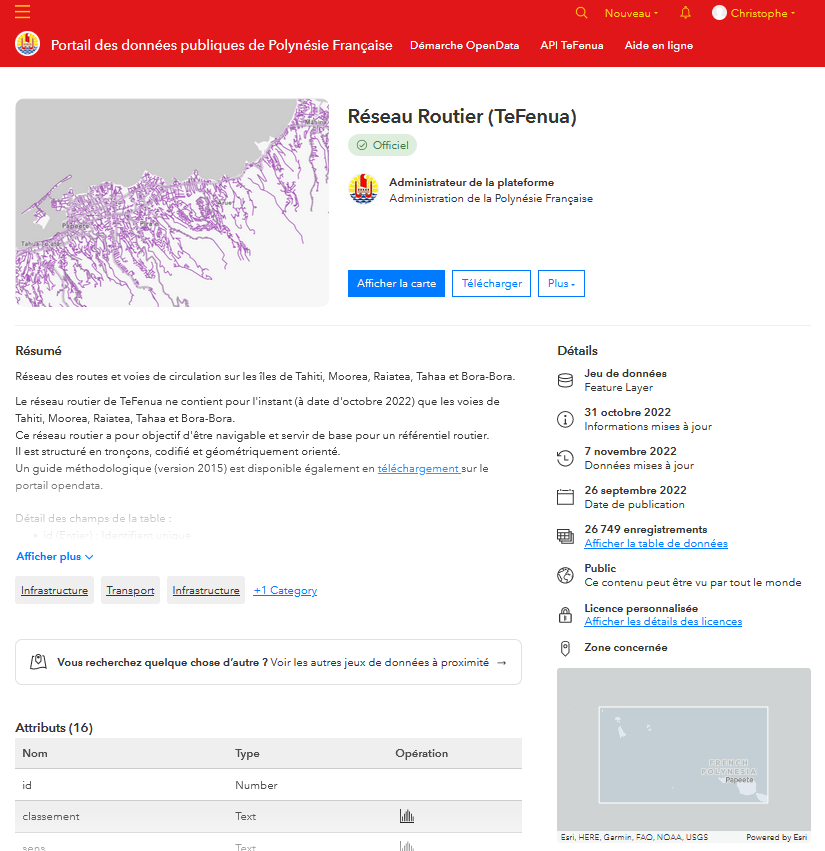 Nouveau
Christophe
Portail des données publiques de Polynésie Française
Démarche OpenData
API TeFenua
Aide en ligne
Réseau Routier (TeFenua)
Officiel
Administrateur de la plateforme
Administration de la Polynésie Française
Afficher la carte
Télécharger
Plus
Papeete
Résumé
Réseau des routes et voies de circulation sur les îles de Tahiti, Moorea, Raiatea, Tahaa et Bora-Bora.
Le réseau routier de TeFenua ne contient pour l'instant (à date d'octobre 2022) que les voies de
Tahiti, Moorea, Raiatea, Tahaa et Bora-Bora.
Ce réseau routier a pour objectif d'être navigable et servir de base pour un référentiel routier.
Il est structuré en tronçons, codifié et géométriquement orienté.
Un guide méthodologique (version 2015) est disponible également en téléchargement sur le
portail opendata.
Détail des champs de la table :
• id (Entier) : Identifiant unique
Afficher plus
Infrastructure
Transport
Infrastructure
+1 Category
Vous recherchez quelque chose d'autre ? Voir les autres jeux de données à proximité →
Attributs (16)
Nom Type Opération
id Number
classement Text
sens Text
Détails
Jeu de données
Feature Layer
31 octobre 2022
Informations mises à jour
7 novembre 2022
Données mises à jour
26 septembre 2022
Date de publication
26 749 enregistrements
Afficher la table de données
Public
Ce contenu peut être vu par tout le monde
Licence personnalisée
Afficher les détails des licences
Zone concernée
FRENCH
POLYNESIA
Papeete
Esri, HERE, Garmin, FAO, NOAA, USGS
Powered by Esri